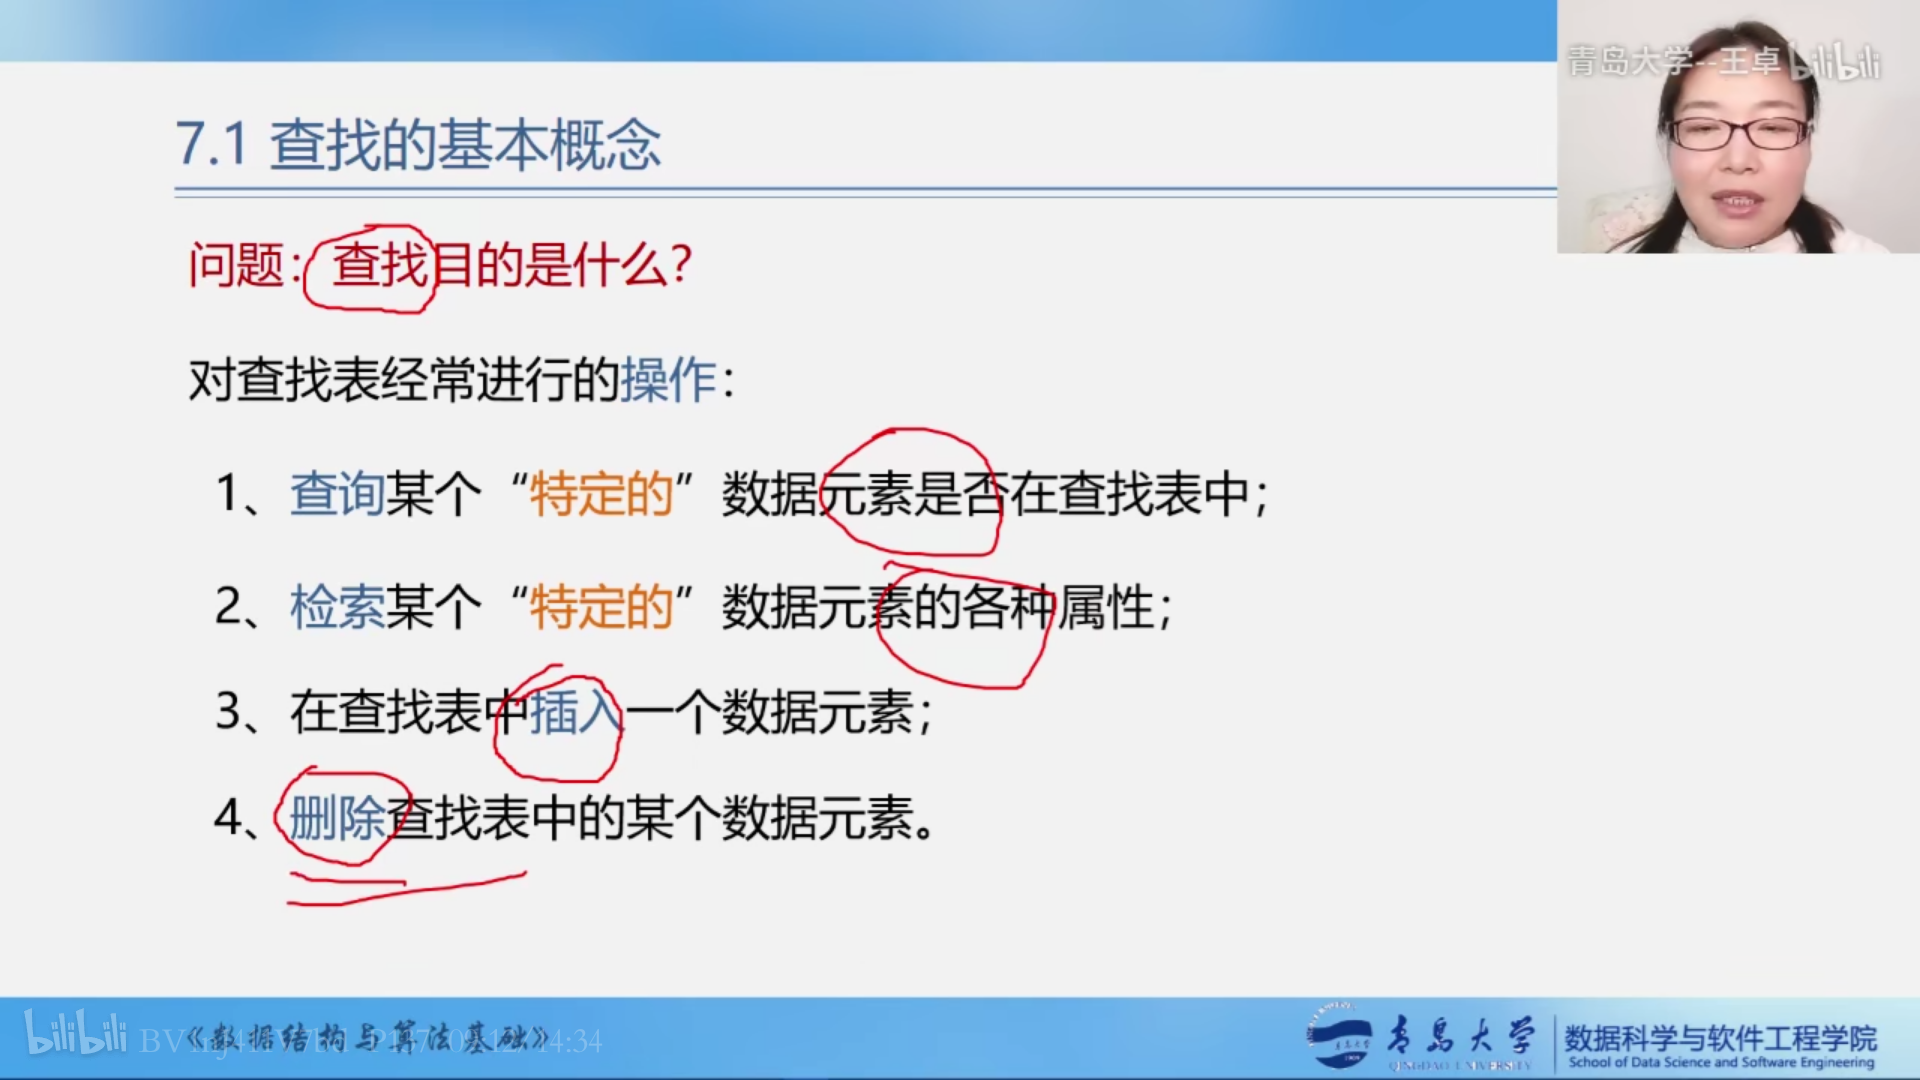 青岛大学--王卓 bilibili
7.1 查找的基本概念
问题：查找目的是什么？
对查找表经常进行的操作：
1、查询某个“特定的”数据元素是否在查找表中；
2、检索某个“特定的”数据元素的各种属性；
3、在查找表中插入一个数据元素；
4、删除查找表中的某个数据元素。
bilibili
《数据结构与算法基础》
青岛大学
QINGDAO UNIVERSITY
数据科学与软件工程学院
School of Data Science and Software Engineering